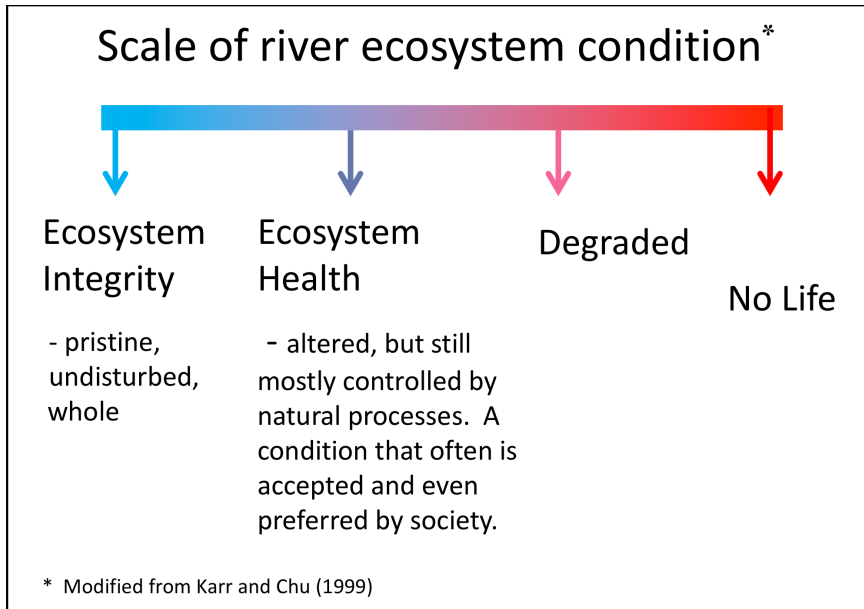 Scale of river ecosystem condition*
Ecosystem
Integrity
- pristine,
undisturbed,
whole
Ecosystem
Health
- altered, but still
mostly controlled by
natural processes.  A
condition that often is
accepted and even
preferred by society.
Degraded
No Life
* Modified from Karr and Chu (1999)